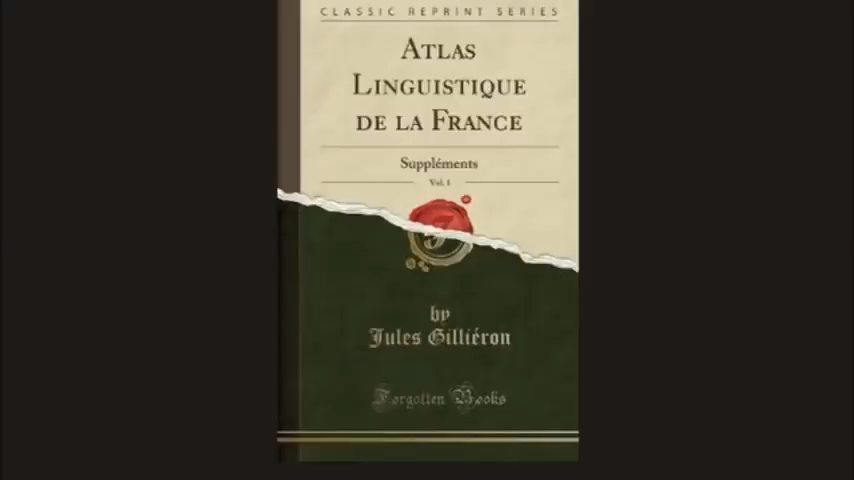 CLASSIC REPRINT SERIES
ATLAS
LINGUISTIQUE
DE LA FRANCE
Suppléments
Vol. 1
by
Jules Gilliéron
Forgotten Books